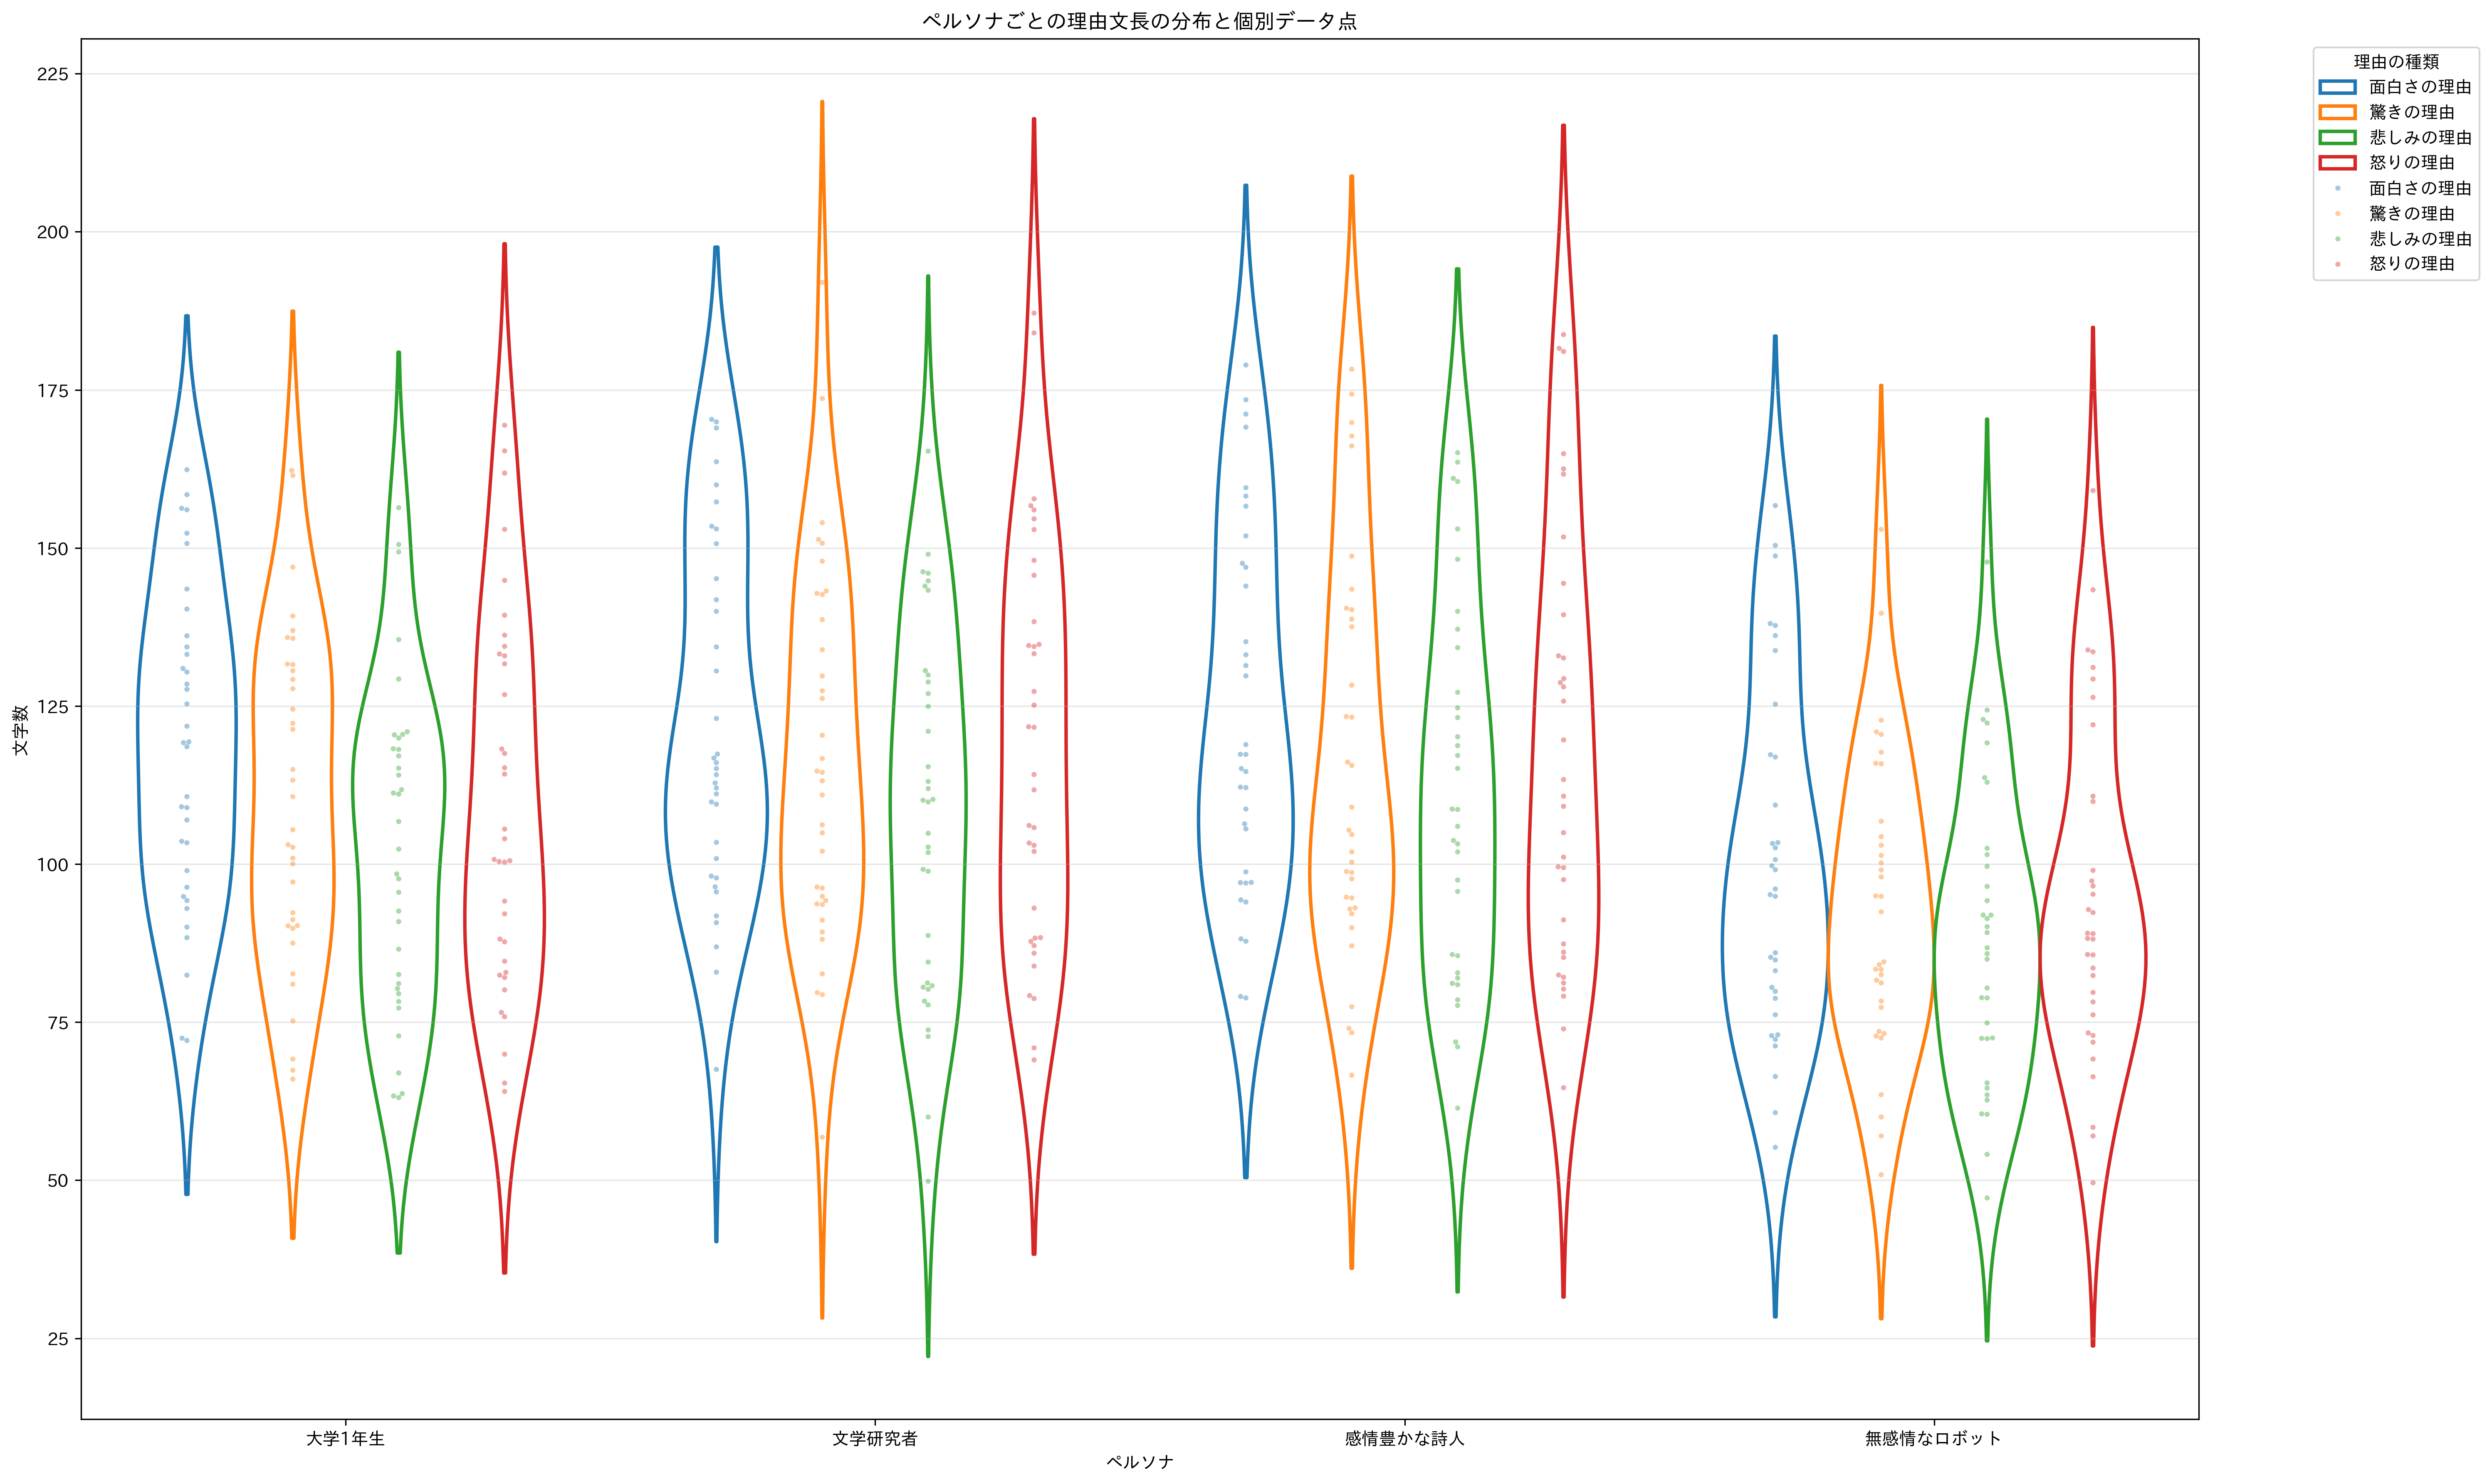 ペルソナごとの理由文長の分布と個別データ点
文字数
225
200
175
150
125
100
75
50
25
大学1年生
文学研究者
感情豊かな詩人
無感情なロボット
ペルソナ
理由の種類
面白さの理由
驚きの理由
悲しみの理由
怒りの理由
面白さの理由
驚きの理由
悲しみの理由
怒りの理由